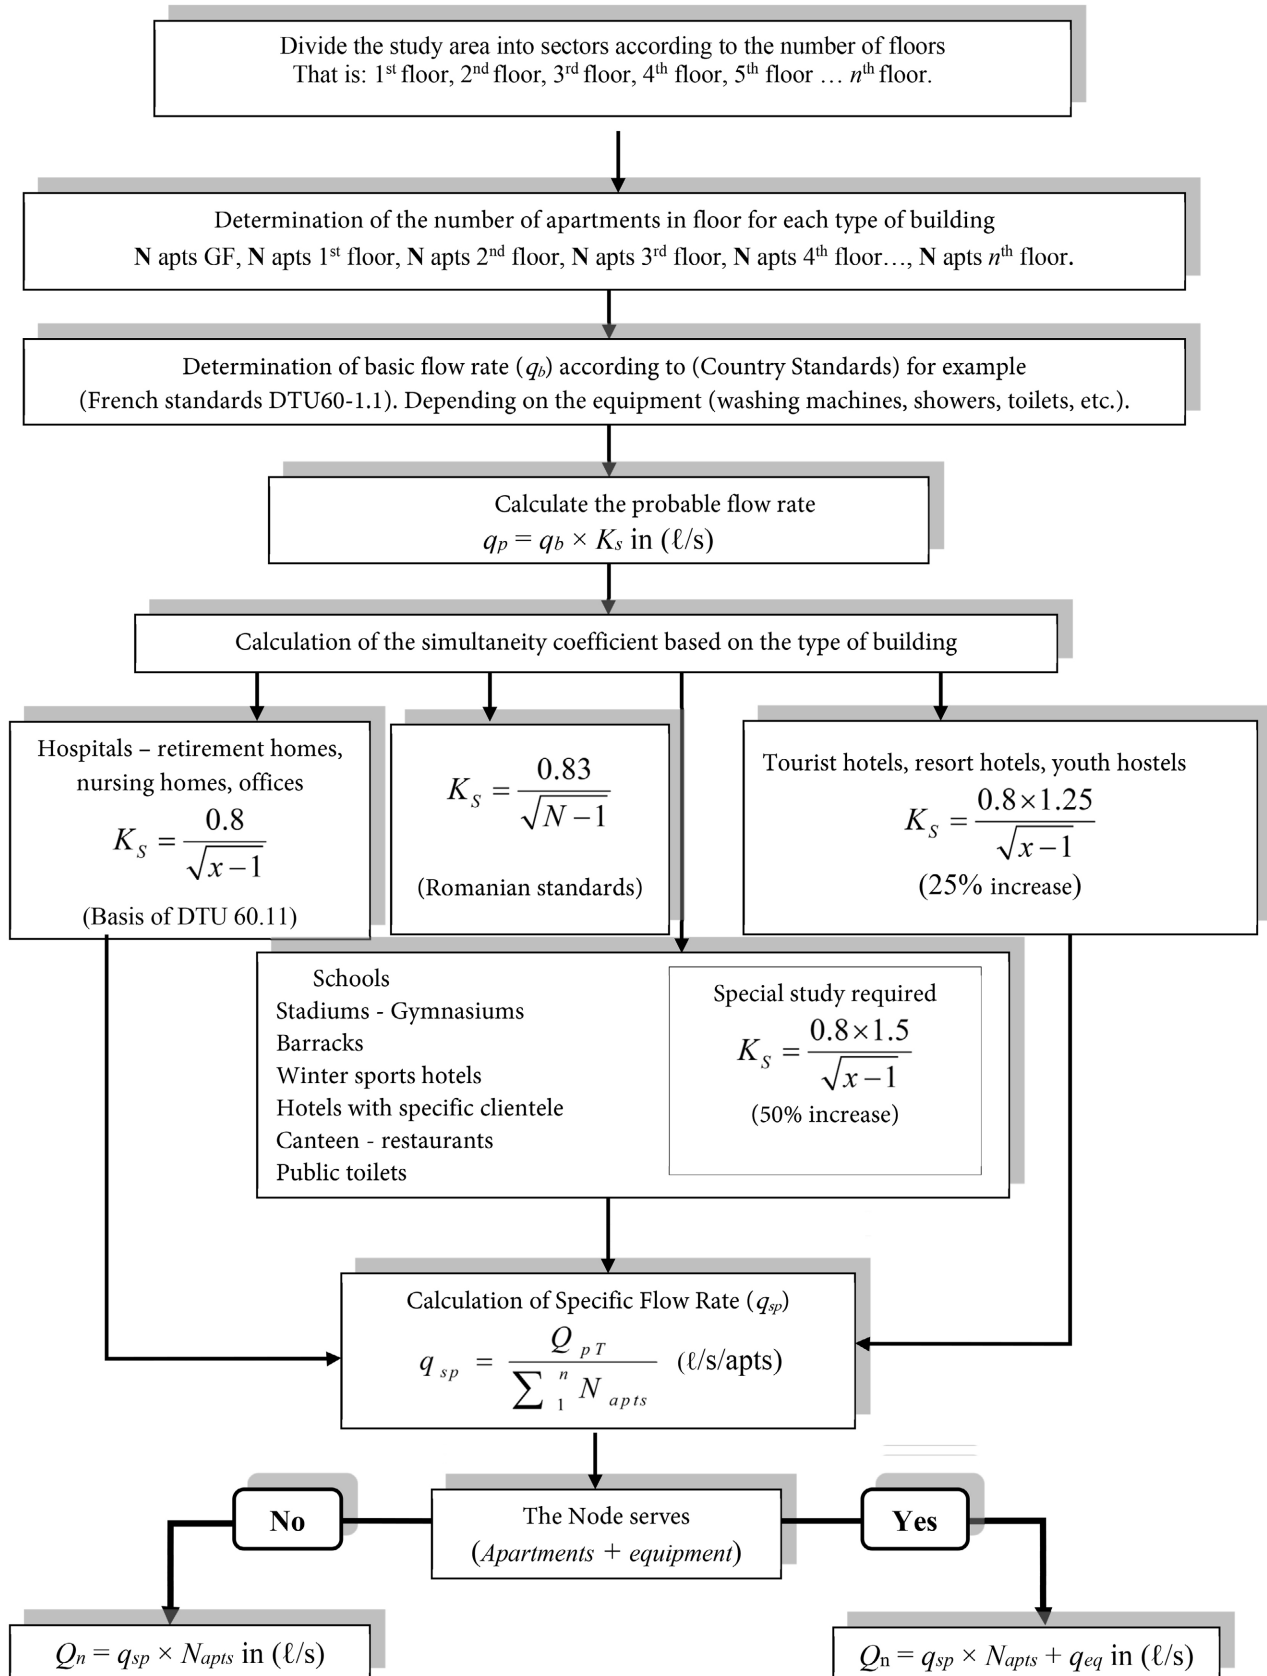 Divide the study area into sectors according to the number of floors
That is: 1st floor, 2nd floor, 3rd floor, 4th floor, 5th floor … nth floor.
Determination of the number of apartments in floor for each type of building
N apts GF, N apts 1st floor, N apts 2nd floor, N apts 3rd floor, N apts 4th floor…, N apts nth floor.
Determination of basic flow rate (qb) according to (Country Standards) for example
(French standards DTU60-1.1). Depending on the equipment (washing machines, showers, toilets, etc.).
Calculate the probable flow rate
qp = qb × Ks in (ℓ/s)
Calculation of the simultaneity coefficient based on the type of building
Hospitals – retirement homes,
nursing homes, offices
K_S = 0.8 / √(x – 1)
(Basis of DTU 60.11)
K_S = 0.83 / √(N – 1)
(Romanian standards)
Tourist hotels, resort hotels, youth hostels
K_S = 0.8×1.25 / √(x – 1)
(25% increase)
Schools
Stadiums - Gymnasiums
Barracks
Winter sports hotels
Hotels with specific clientele
Canteen - restaurants
Public toilets
Special study required
K_S = 0.8×1.5 / √(x – 1)
(50% increase)
Calculation of Specific Flow Rate (qsp)
q_sp = Q_pT / ∑_1^n N_apts (ℓ/s/apts)
No
The Node serves
(Apartments + equipment)
Yes
Qn = qsp × Napts in (ℓ/s)
Qn = qsp × Napts + qeq in (ℓ/s)